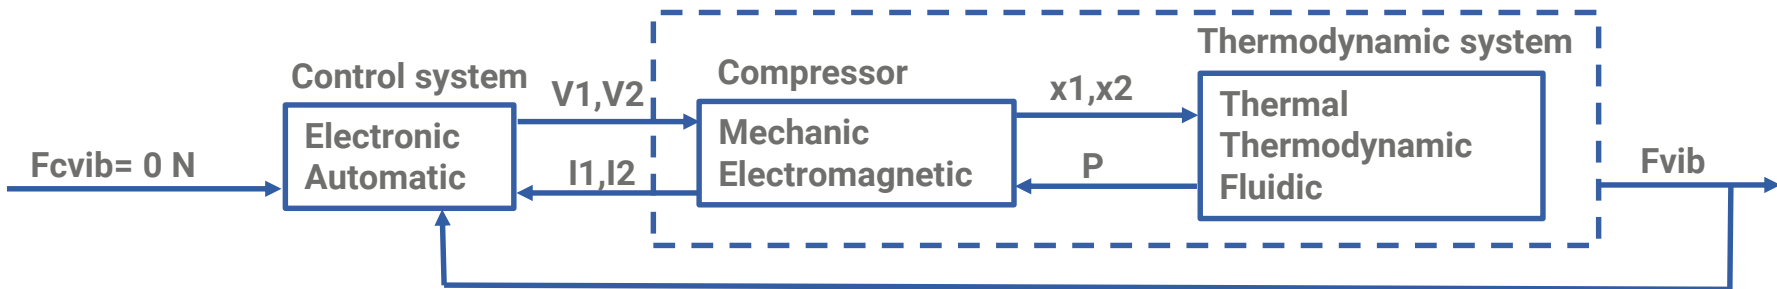 Thermodynamic system
Control system
Compressor
V1,V2
x1,x2
Electronic
Automatic
Mechanic
Electromagnetic
Thermal
Thermodynamic
Fluidic
Fcvib= 0 N
I1,I2
P
Fvib